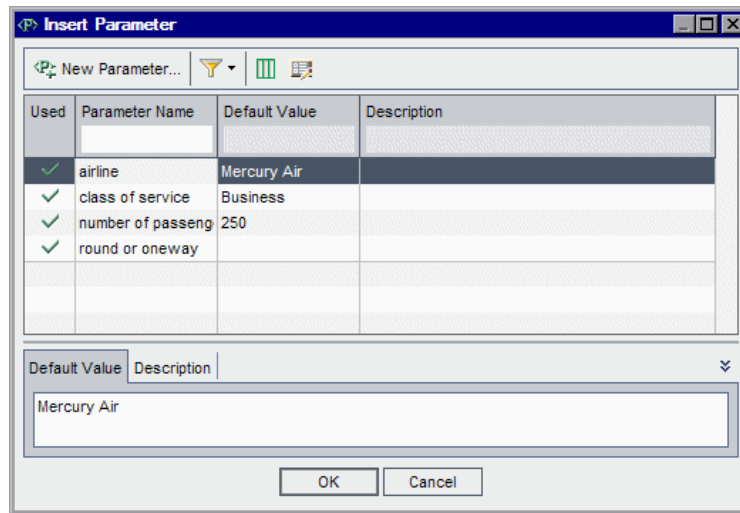 <P> Insert Parameter
<P> New Parameter...
Used Parameter Name Default Value Description
airline Mercury Air
class of service Business
number of passeng 250
round or oneway
Default Value Description
Mercury Air
OK Cancel